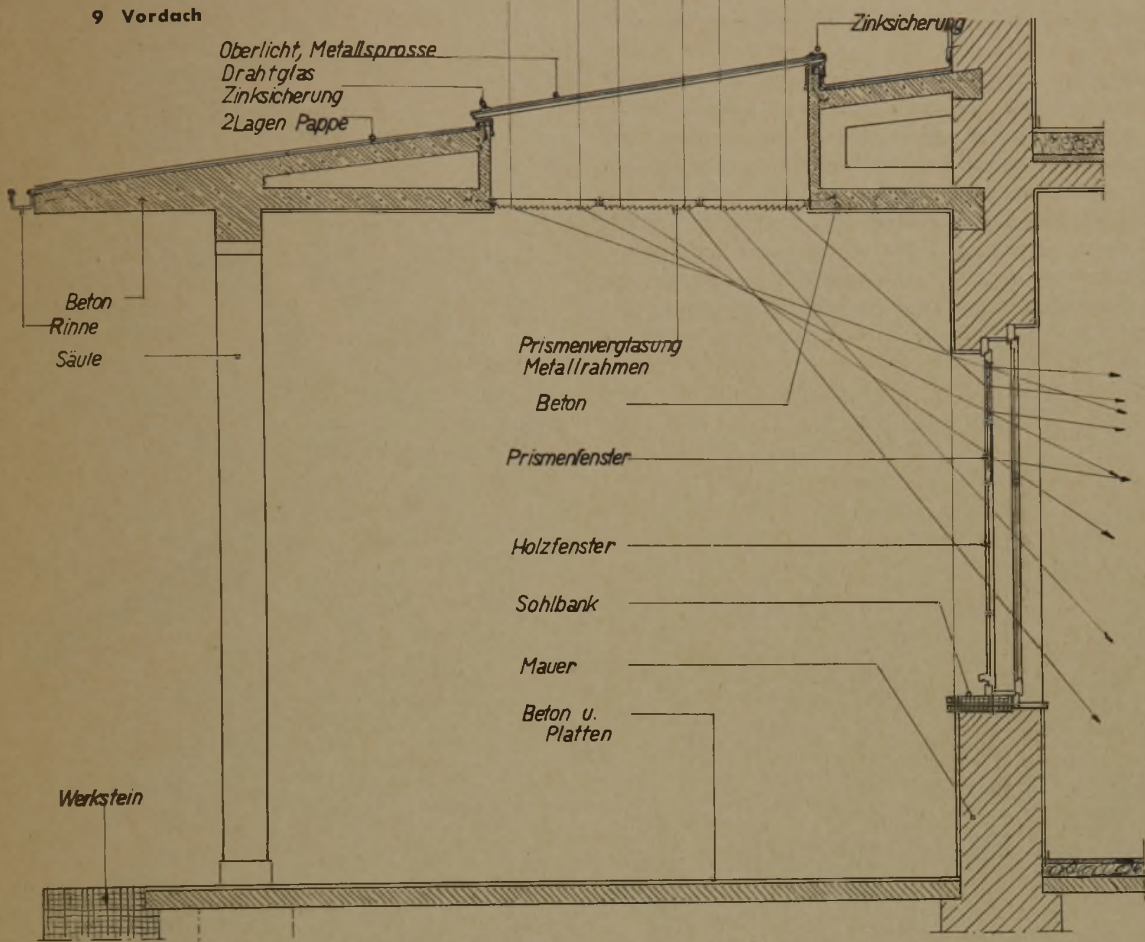 9 Vordach
Zinksicherung
Oberlicht, Metallsprosse
Drahtglas
Zinksicherung
2Lagen Pappe
Beton
Rinne
Säule
Prismenverglasung
Metallrahmen
Beton
Prismenfenster
Holzfenster
Sohlbank
Mauer
Beton u.
Platten
Werkstein